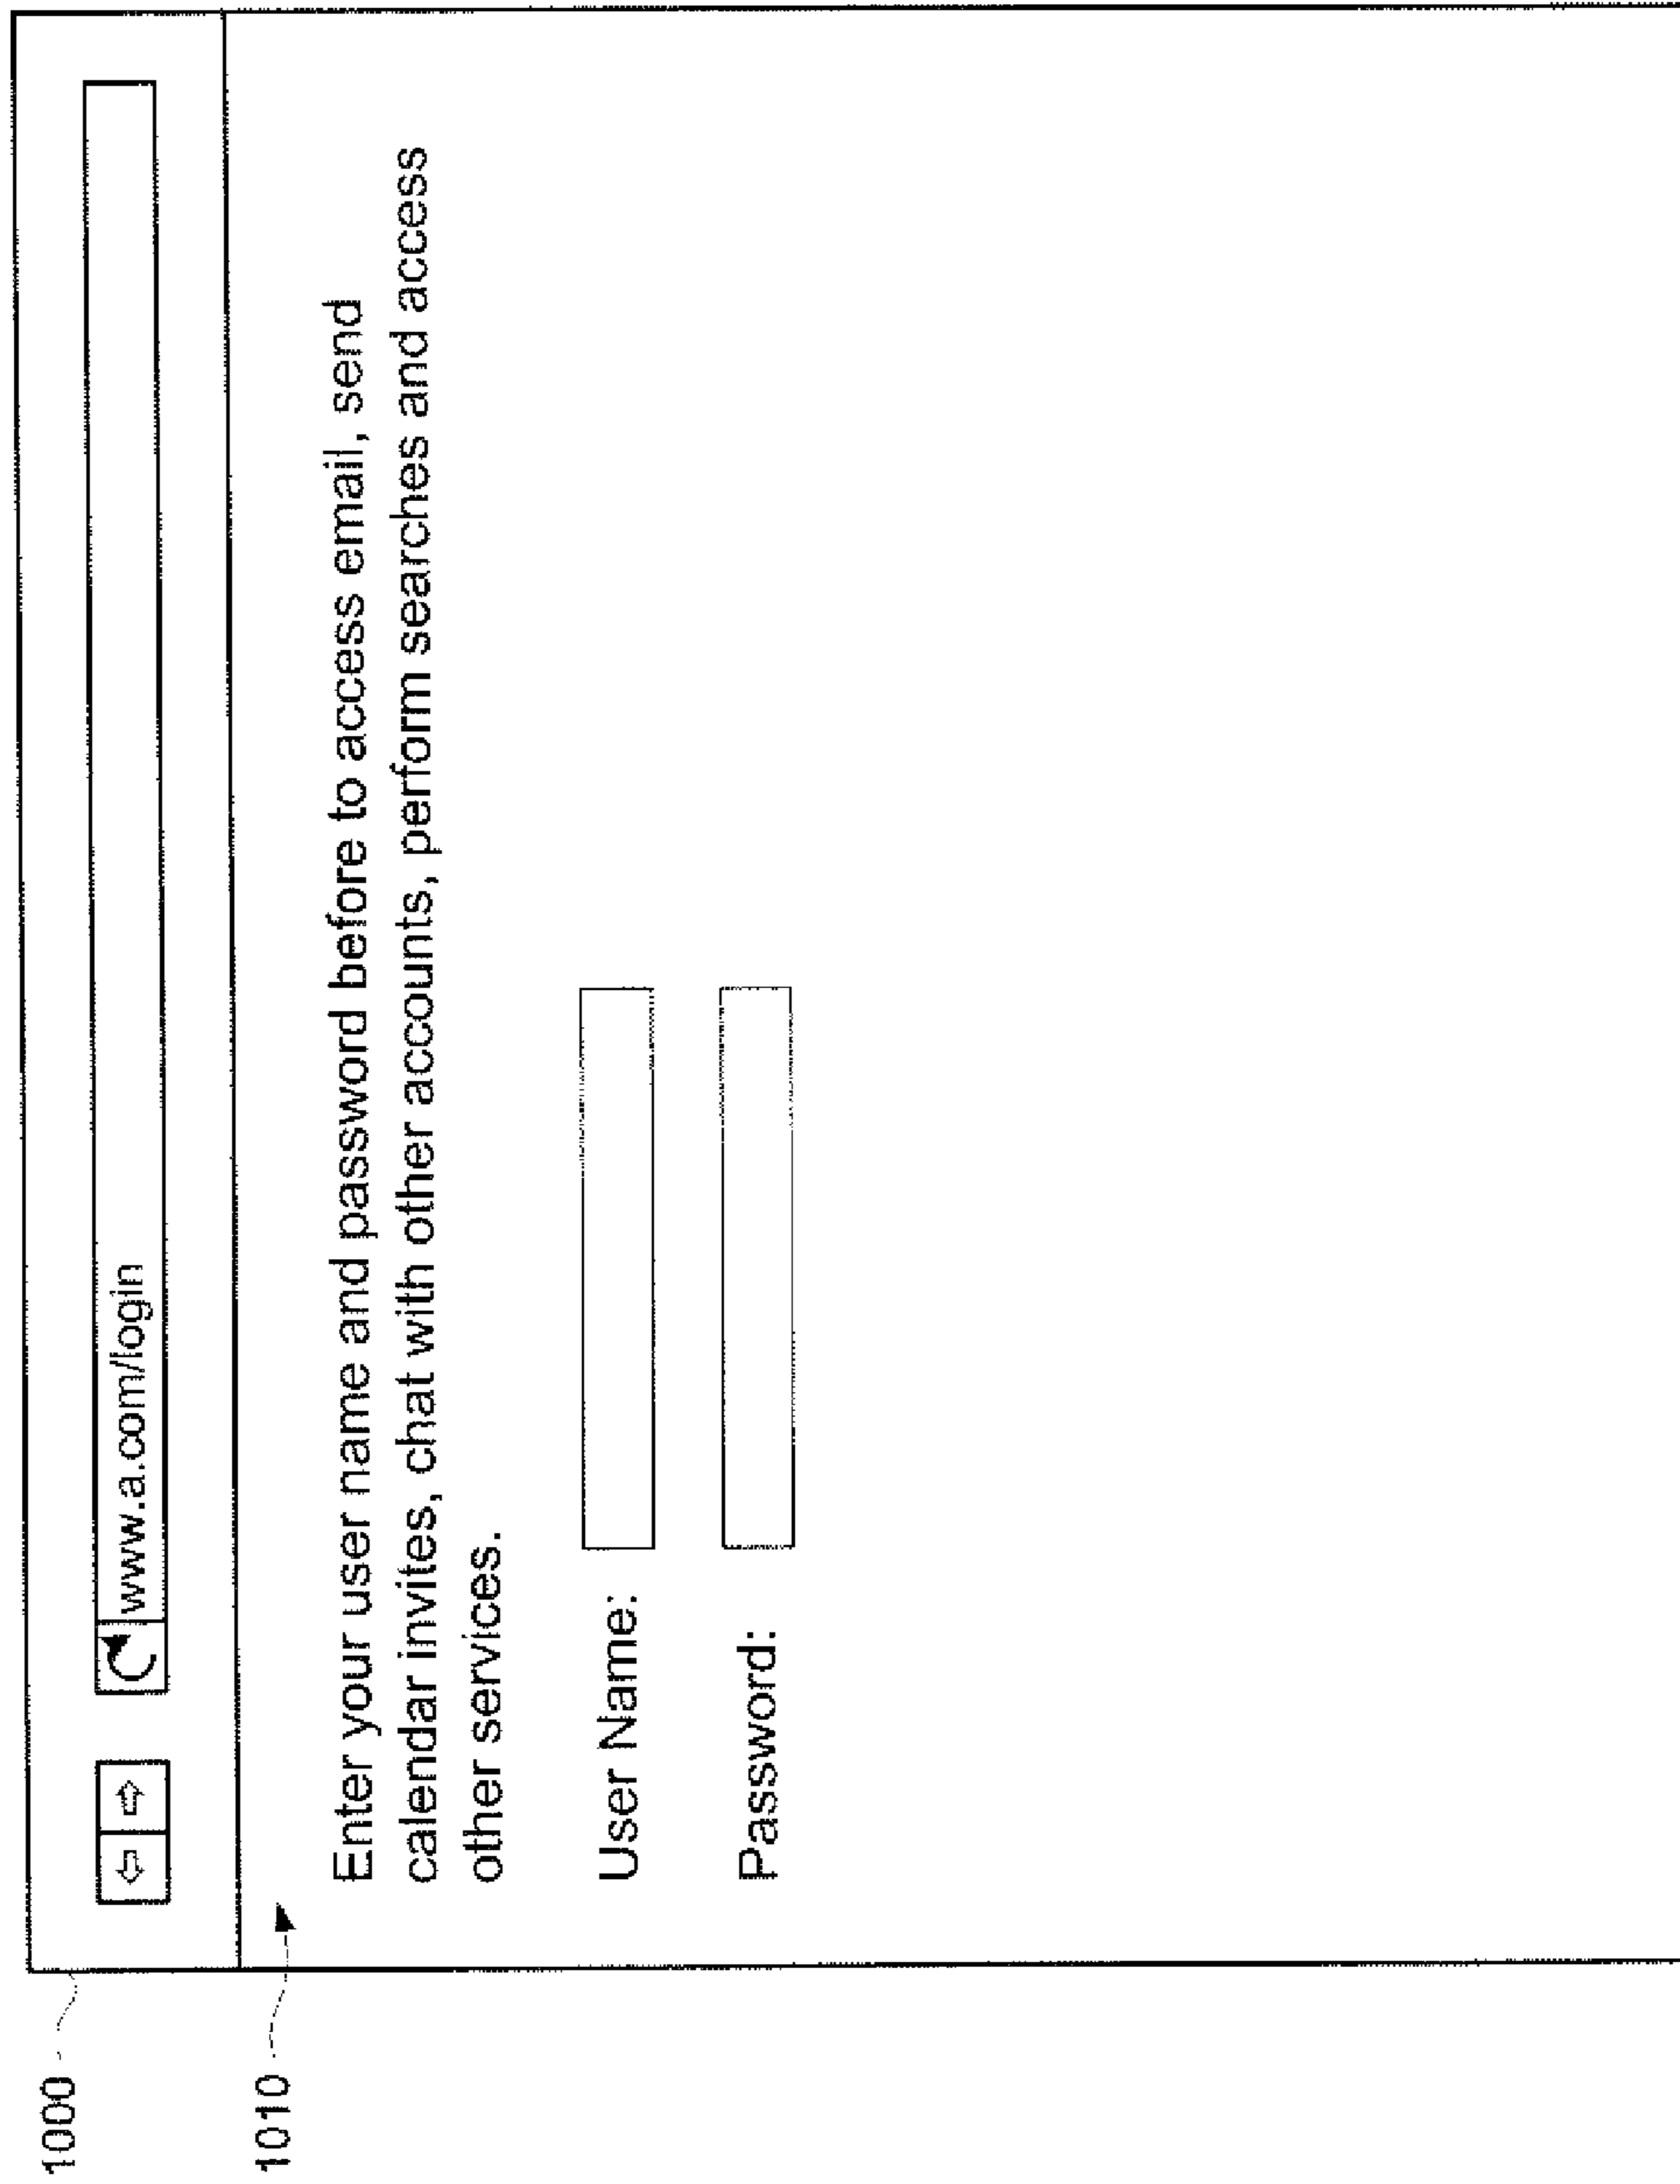 1000
www.a.com/login
1010
Enter your user name and password before to access email, send
calendar invites, chat with other accounts, perform searches and access
other services.
User Name:
Password: